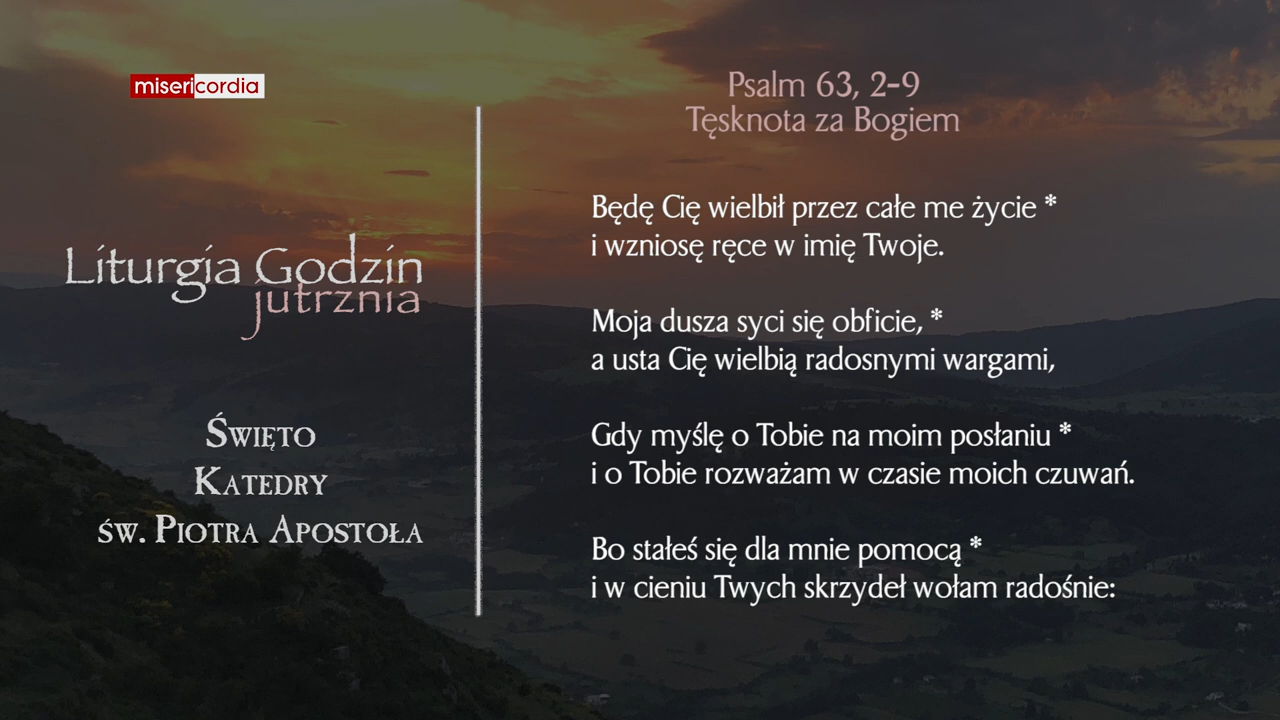 misericordia
Liturgia Godzin
jutrznia
Święto
Katedry
św. Piotra Apostoła
Psalm 63, 2-9
Tęsknota za Bogiem
Będę Cię wielbił przez całe me życie *
i wzniosę ręce w imię Twoje.
Moja dusza syci się obficie, *
a usta Cię wielbią radosnymi wargami,
Gdy myślę o Tobie na moim posłaniu *
i o Tobie rozważam w czasie moich czuwań.
Bo stałeś się dla mnie pomocą *
i w cieniu Twych skrzydeł wołam radośnie: